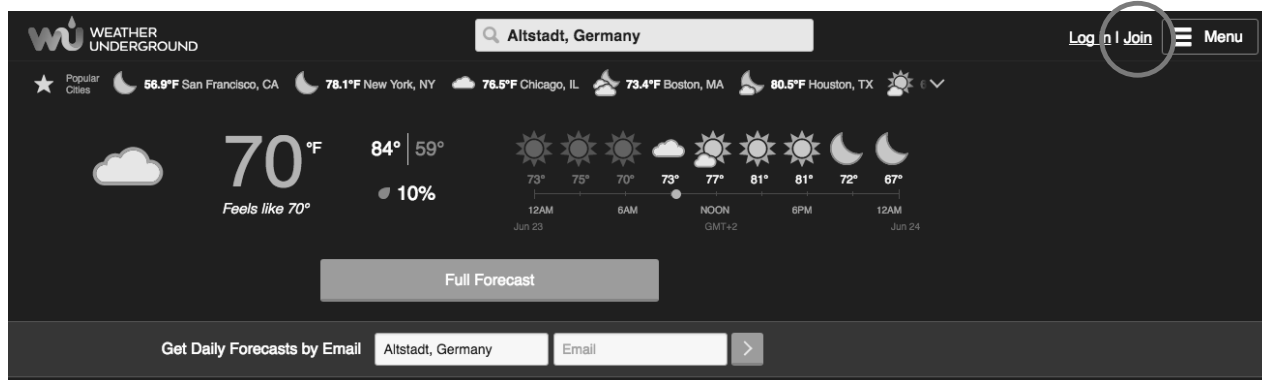 WEATHER
UNDERGROUND
Altstadt, Germany
Log in | Join
Menu
Popular
Cities
56.9°F San Francisco, CA
78.1°F New York, NY
76.5°F Chicago, IL
73.4°F Boston, MA
80.5°F Houston, TX
6
70 °F
Feels like 70°
84° | 59°
10%
73° 75° 70° 73° 77° 81° 81° 72° 67°
12AM 6AM NOON 6PM 12AM
Jun 23 GMT+2 Jun 24
Full Forecast
Get Daily Forecasts by Email
Altstadt, Germany
Email